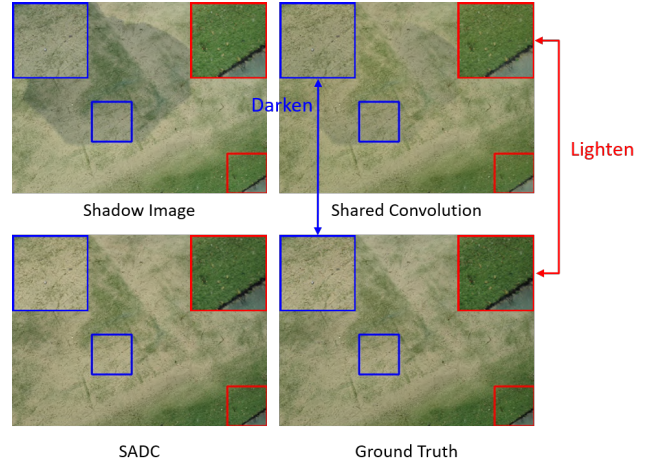 Darken
Lighten
Shadow Image
Shared Convolution
SADC
Ground Truth